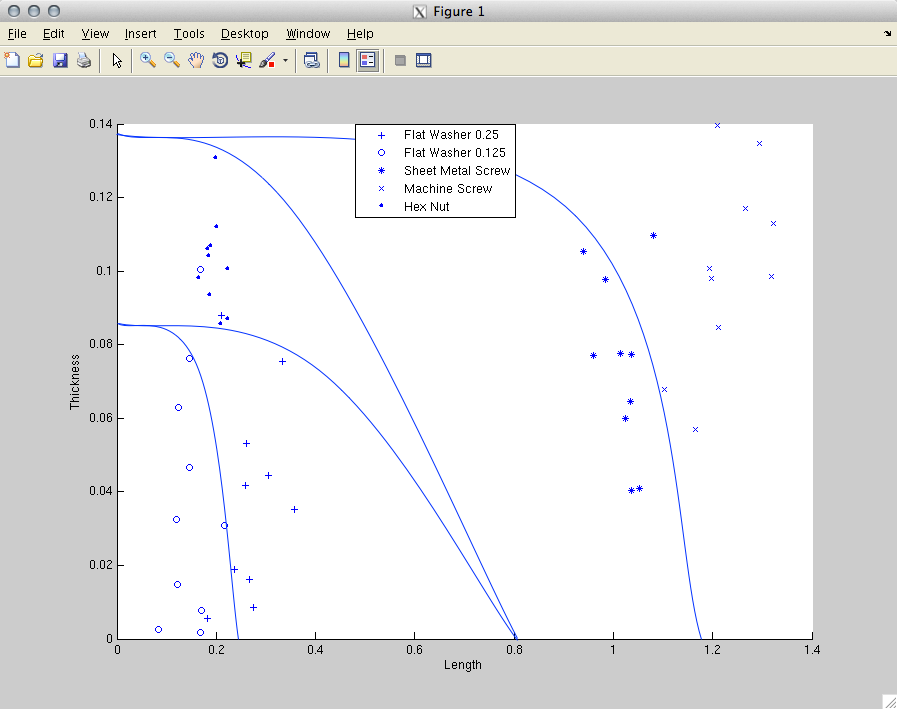 Figure 1
File Edit View Insert Tools Desktop Window Help
0.14
0.12
0.1
0.08
0.06
0.04
0.02
0
Thickness
Flat Washer 0.25
Flat Washer 0.125
Sheet Metal Screw
Machine Screw
Hex Nut
0 0.2 0.4 0.6 0.8 1 1.2 1.4
Length